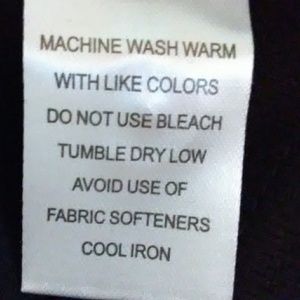 MACHINE WASH WARM
WITH LIKE COLORS
DO NOT USE BLEACH
TUMBLE DRY LOW
AVOID USE OF
FABRIC SOFTENERS
COOL IRON